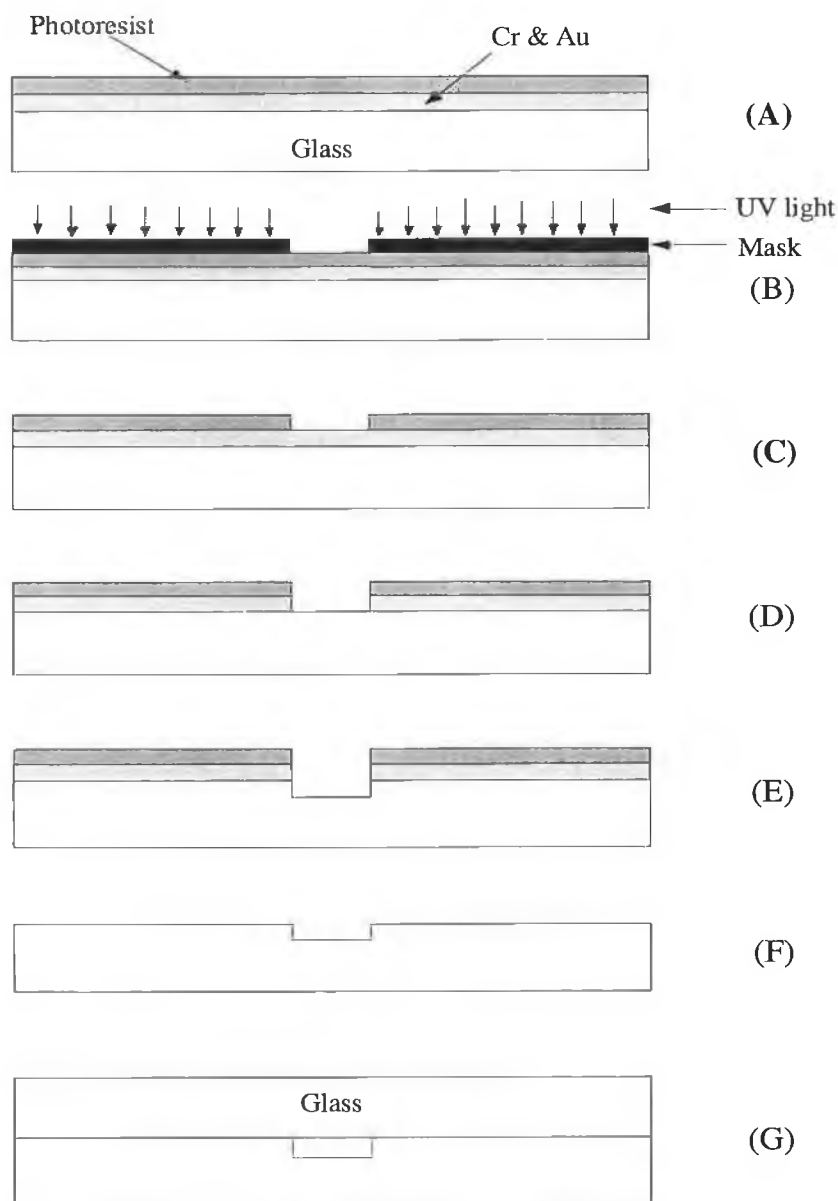 Photoresist
Cr & Au
(A)
Glass
UV light
Mask
(B)
(C)
(D)
(E)
(F)
Glass
(G)